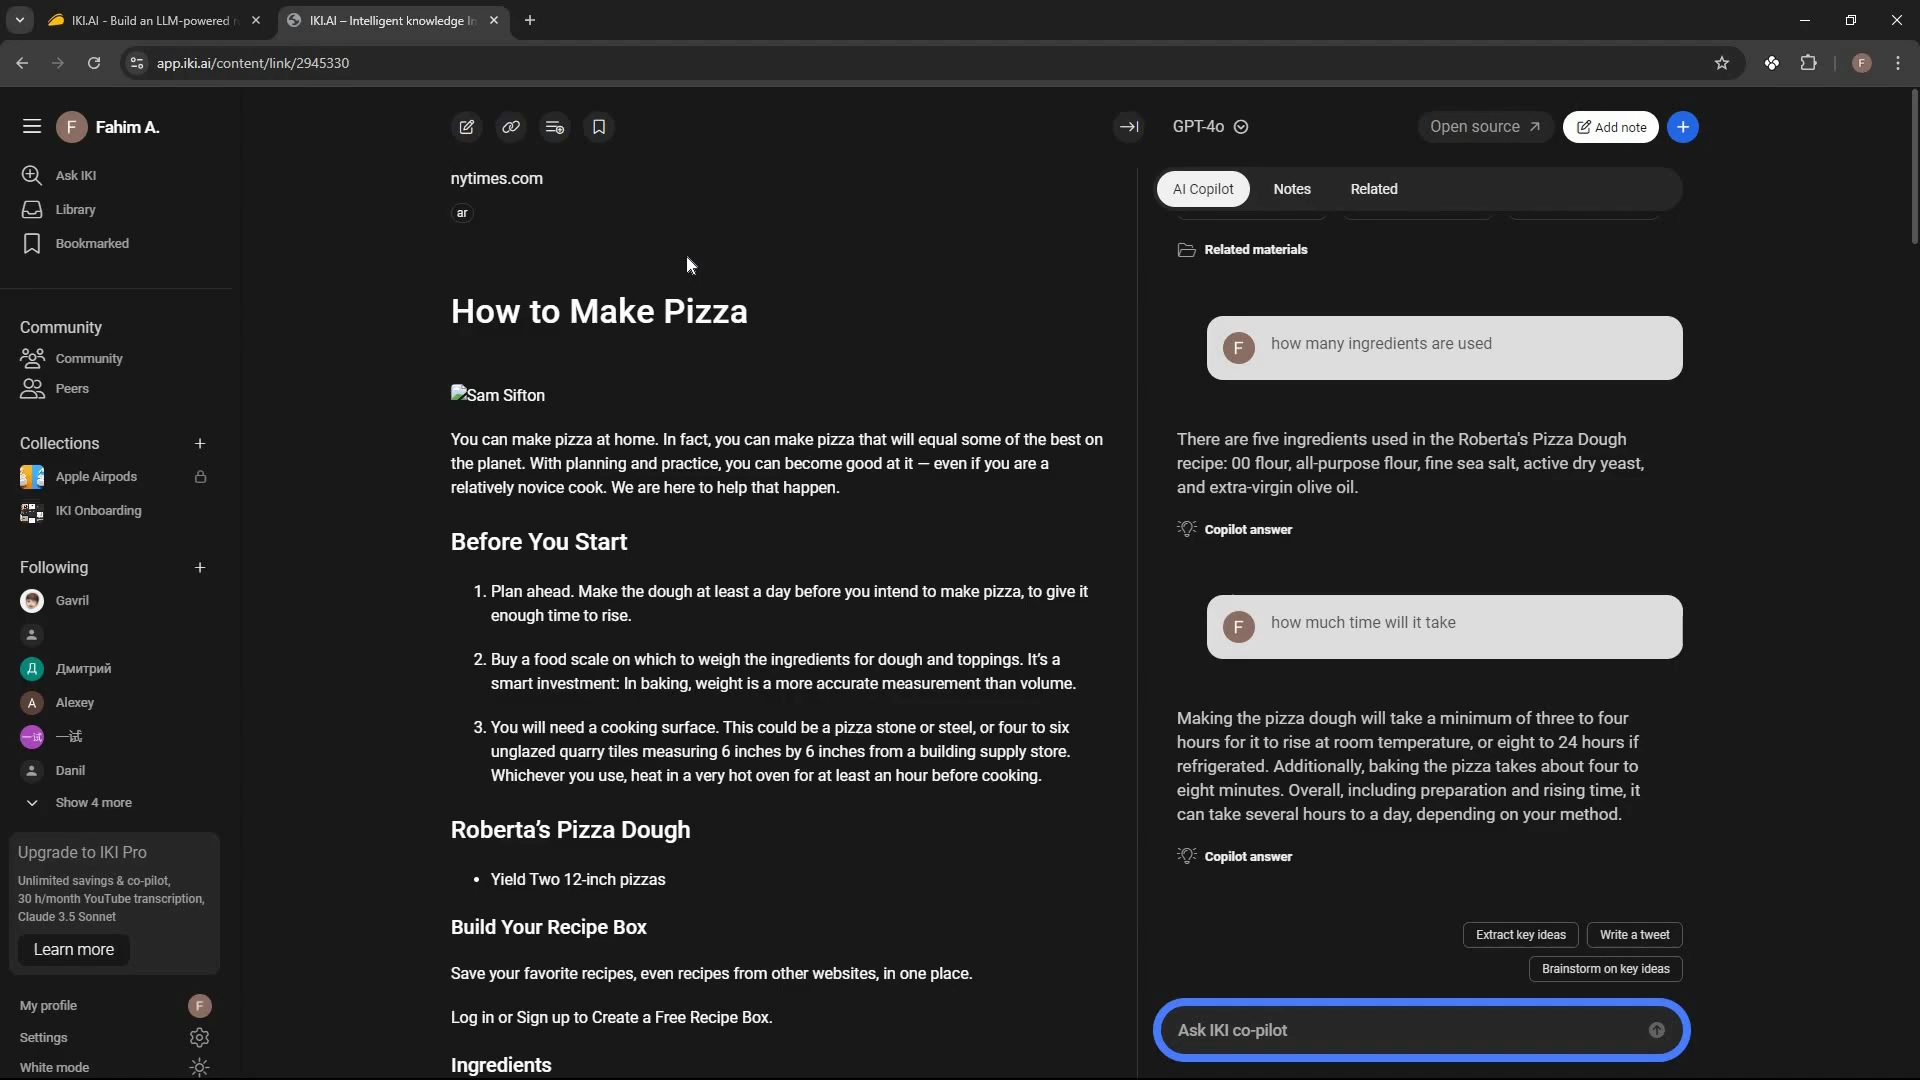 IKI.AI - Build an LLM-powered
IKI.AI – Intelligent knowledge In
app.iki.ai/content/link/2945330
F
F
Fahim A.
Ask IKI
Library
Bookmarked
Community
Community
Peers
Collections
Apple Airpods
IKI Onboarding
Following
Gavril
Д
Дмитрий
A
Alexey
一试
一试
Danil
Show 4 more
Upgrade to IKI Pro
Unlimited savings & co-pilot,
30 h/month YouTube transcription,
Claude 3.5 Sonnet
Learn more
My profile
F
Settings
White mode
nytimes.com
ar
How to Make Pizza
Sam Sifton
You can make pizza at home. In fact, you can make pizza that will equal some of the best on
the planet. With planning and practice, you can become good at it — even if you are a
relatively novice cook. We are here to help that happen.
Before You Start
1. Plan ahead. Make the dough at least a day before you intend to make pizza, to give it
enough time to rise.
2. Buy a food scale on which to weigh the ingredients for dough and toppings. It's a
smart investment: In baking, weight is a more accurate measurement than volume.
3. You will need a cooking surface. This could be a pizza stone or steel, or four to six
unglazed quarry tiles measuring 6 inches by 6 inches from a building supply store.
Whichever you use, heat in a very hot oven for at least an hour before cooking.
Roberta's Pizza Dough
• Yield Two 12-inch pizzas
Build Your Recipe Box
Save your favorite recipes, even recipes from other websites, in one place.
Log in or Sign up to Create a Free Recipe Box.
Ingredients
GPT-4o
Open source
Add note
AI Copilot
Notes
Related
Related materials
F
how many ingredients are used
There are five ingredients used in the Roberta's Pizza Dough
recipe: 00 flour, all-purpose flour, fine sea salt, active dry yeast,
and extra-virgin olive oil.
Copilot answer
F
how much time will it take
Making the pizza dough will take a minimum of three to four
hours for it to rise at room temperature, or eight to 24 hours if
refrigerated. Additionally, baking the pizza takes about four to
eight minutes. Overall, including preparation and rising time, it
can take several hours to a day, depending on your method.
Copilot answer
Extract key ideas
Write a tweet
Brainstorm on key ideas
Ask IKI co-pilot